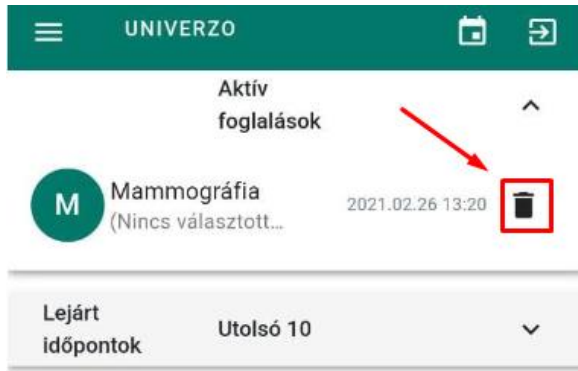 UNIVERZO
Aktív
foglalások
M
Mammográfia
(Nincs választott…
2021.02.26 13:20
Lejárt
időpontok
Utolsó 10